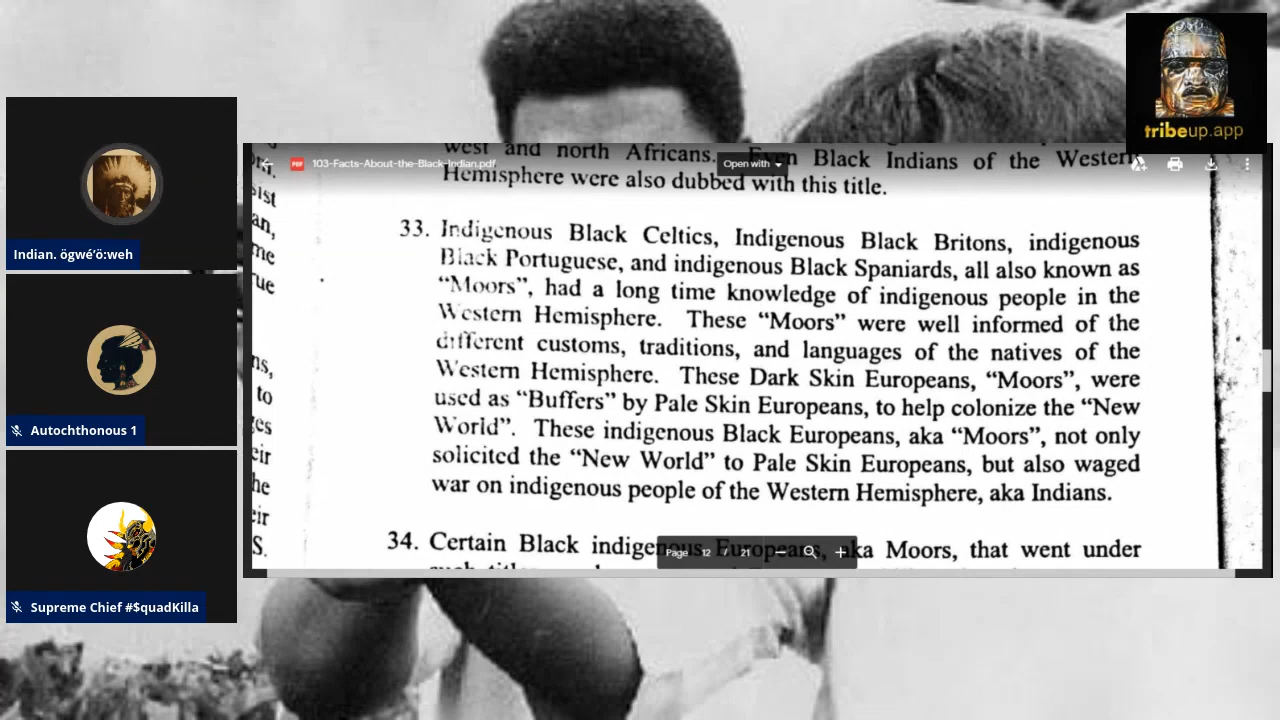 tribeup.app
103-Facts-About-the-Black-Indian.pdf
Open with
west and north Africans. Even Black Indians of the Western
Hemisphere were also dubbed with this title.
33. Indigenous Black Celtics, Indigenous Black Britons, indigenous
Black Portuguese, and indigenous Black Spaniards, all also known as
“Moors”, had a long time knowledge of indigenous people in the
Western Hemisphere. These “Moors” were well informed of the
different customs, traditions, and languages of the natives of the
Western Hemisphere. These Dark Skin Europeans, “Moors”, were
used as “Buffers” by Pale Skin Europeans, to help colonize the “New
World”. These indigenous Black Europeans, aka “Moors”, not only
solicited the “New World” to Pale Skin Europeans, but also waged
war on indigenous people of the Western Hemisphere, aka Indians.
34. Certain Black indigenous Europeans, aka Moors, that went under
Page 12 / 21
Indian. ögwé’ö:weh
Autochthonous 1
Supreme Chief #$quadKilla